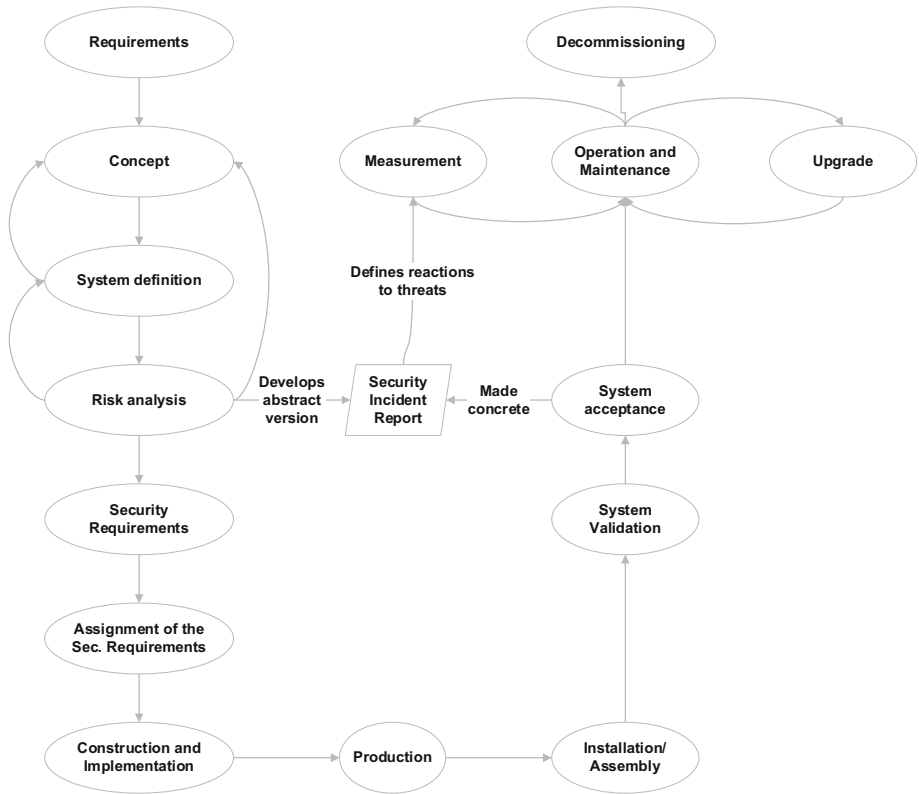 Requirements
Decommissioning
Concept
Measurement
Operation and
Maintenance
Upgrade
System definition
Defines reactions
to threats
Risk analysis
Develops
abstract
version
Security
Incident
Report
Made
concrete
System
acceptance
Security
Requirements
System
Validation
Assignment of the
Sec. Requirements
Construction and
Implementation
Production
Installation/
Assembly